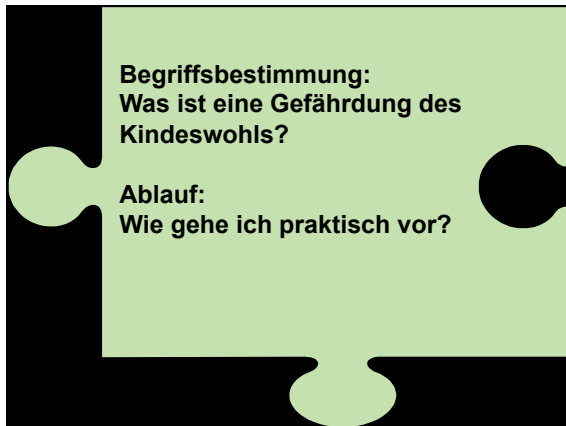 Begriffsbestimmung:
Was ist eine Gefährdung des
Kindeswohls?
Ablauf:
Wie gehe ich praktisch vor?